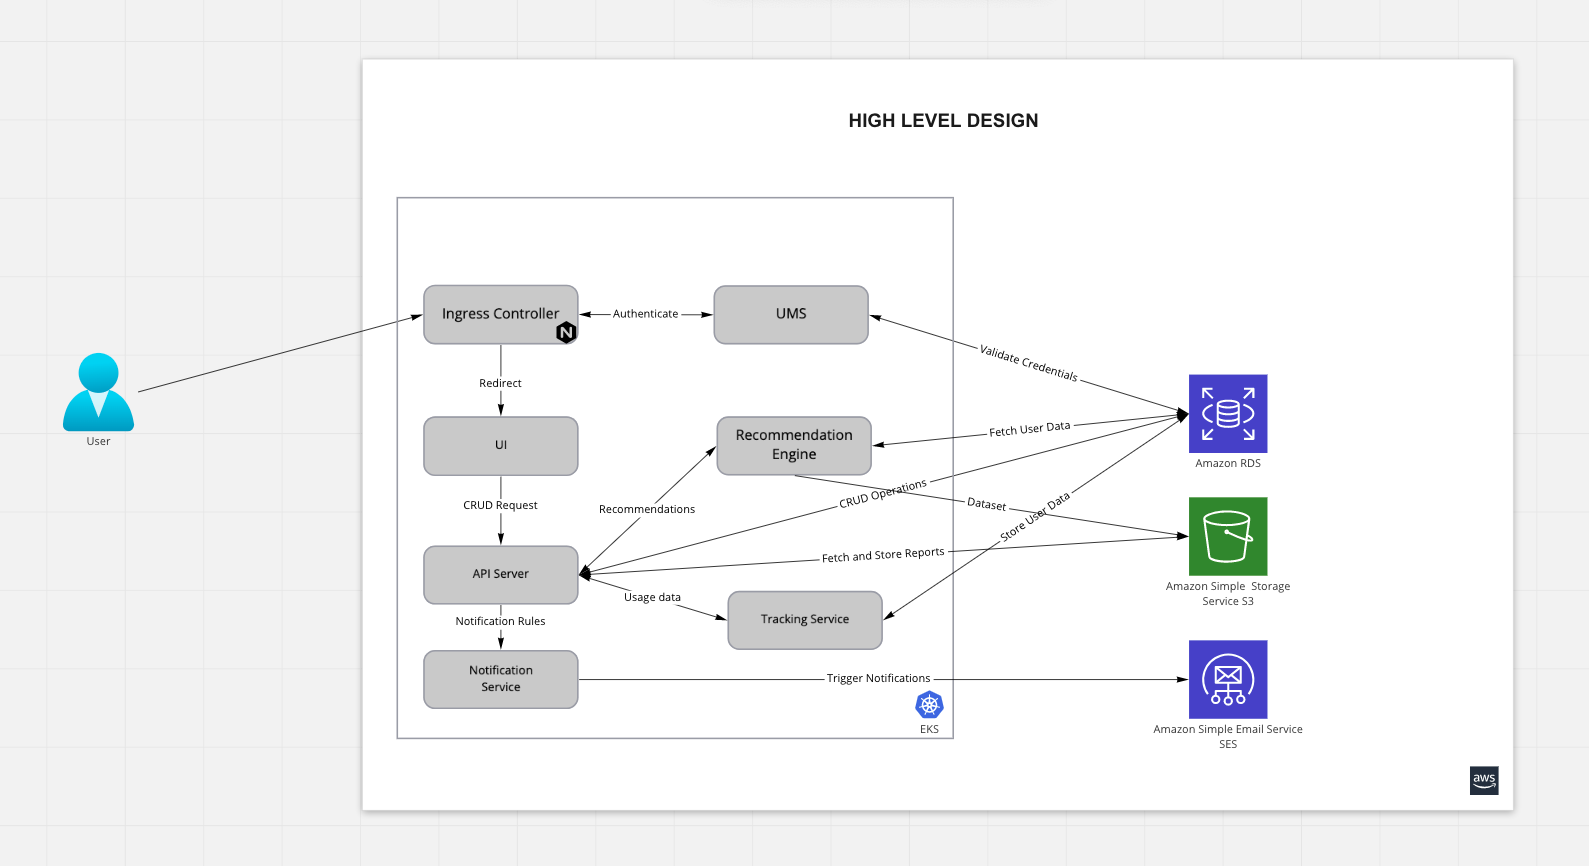 HIGH LEVEL DESIGN
Ingress Controller
N
Authenticate
UMS
Validate Credentials
Redirect
User
UI
Recommendation
Engine
Fetch User Data
Amazon RDS
CRUD Request
Recommendations
CRUD Operations
Dataset
Store User Data
Fetch and Store Reports
API Server
Usage data
Tracking Service
Amazon Simple Storage
Service S3
Notification Rules
Notification
Service
Trigger Notifications
EKS
Amazon Simple Email Service
SES
aws